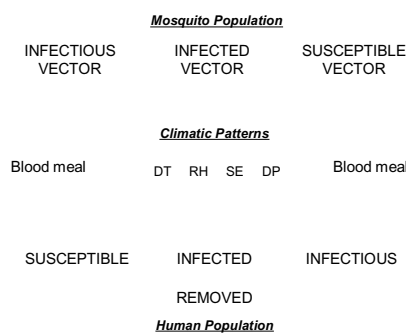 Mosquito Population
INFECTIOUS VECTOR
INFECTED VECTOR
SUSCEPTIBLE VECTOR
Climatic Patterns
Blood meal
DT RH SE DP
Blood meal
SUSCEPTIBLE INFECTED INFECTIOUS
REMOVED
Human Population